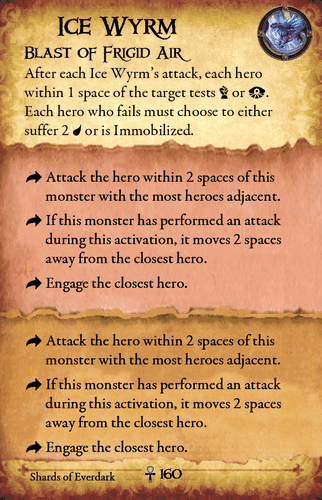 Ice Wyrm
Blast of Frigid Air
After each Ice Wyrm's attack, each hero
within 1 space of the target tests or .
Each hero who fails must choose to either
suffer 2 or is Immobilized.
Attack the hero within 2 spaces of this
monster with the most heroes adjacent.
If this monster has performed an attack
during this activation, it moves 2 spaces
away from the closest hero.
Engage the closest hero.
Attack the hero within 2 spaces of this
monster with the most heroes adjacent.
If this monster has performed an attack
during this activation, it moves 2 spaces
away from the closest hero.
Engage the closest hero.
Shards of Everdark 160